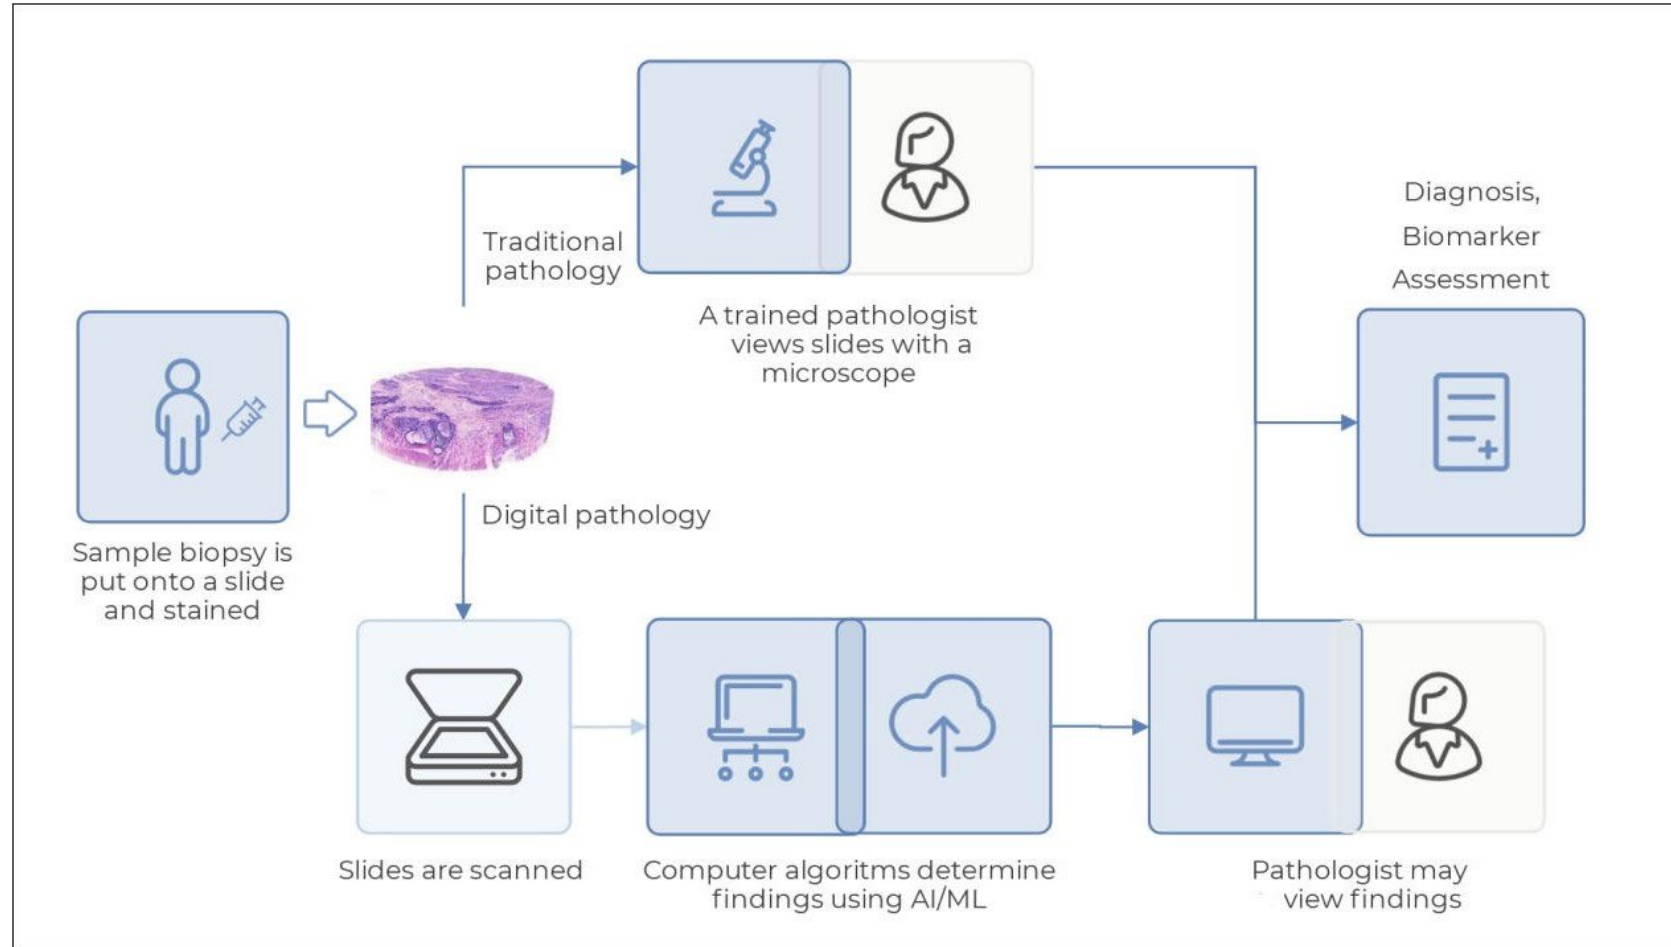 Traditional
pathology
A trained pathologist
views slides with a
microscope
Diagnosis,
Biomarker
Assessment
Sample biopsy is
put onto a slide
and stained
Digital pathology
Slides are scanned
Computer algoritms determine
findings using AI/ML
Pathologist may
view findings